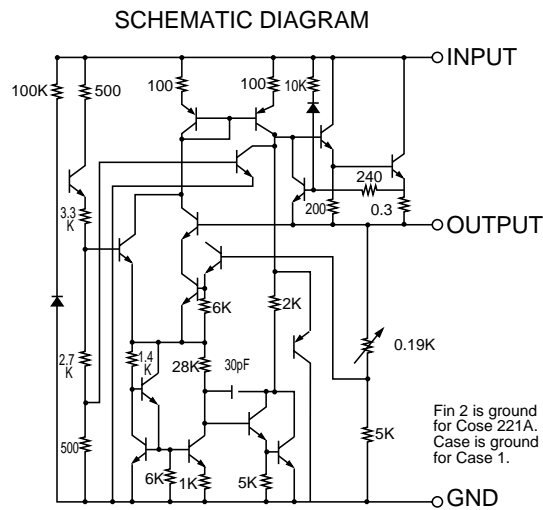 SCHEMATIC DIAGRAM
INPUT
100K
500
100
100
10K
240
3.3
K
200
0.3
OUTPUT
6K
2K
0.19K
2.7
K
1.4
K
28K
30pF
500
6K
1K
5K
5K
Fin 2 is ground
for Cose 221A.
Case is ground
for Case 1.
GND